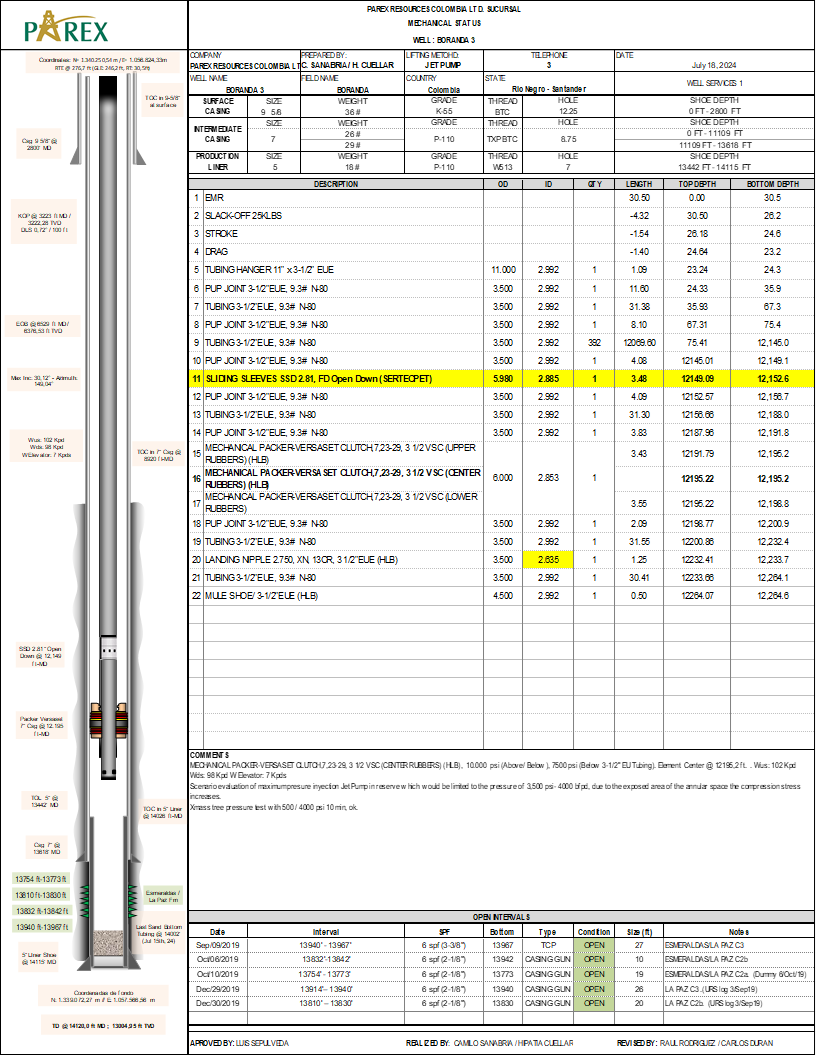 PAREX RESOURCES COLOMBIA LTD. SUCURSAL
MECHANICAL STATUS
WELL : BORANDA 3
PAREX
COMPANY PREPARED BY: LIFTING METOHD: TELEPHONE DATE
PAREX RESOURCES COLOMBIA LT C. SANABRIA / H. CUELLAR JET PUMP 3 July 18, 2024
WELL NAME FIELD NAME COUNTRY STATE WELL SERVICES 1
BORANDA 3 BORANDA Colombia Rio Negro - Santander
SURFACE CASING SIZE WEIGHT GRADE THREAD HOLE SHOE DEPTH
9 5/8 36 # K-55 BTC 12.25 0 FT - 2800 FT
INTERMEDIATE CASING SIZE WEIGHT GRADE THREAD HOLE SHOE DEPTH
7 26 # P-110 TXP BTC 8.75 0 FT - 11109 FT
29 # 11109 FT - 13618 FT
PRODUCTION LINER SIZE WEIGHT GRADE THREAD HOLE SHOE DEPTH
5 18 # P-110 W513 7 13442 FT - 14115 FT
DESCRIPTION OD ID QTY LENGTH TOP DEPTH BOTTOM DEPTH
1 EMR 30.50 0.00 30.5
2 SLACK-OFF 25KLBS -4.32 30.50 26.2
3 STROKE -1.54 26.18 24.6
4 DRAG -1.40 24.64 23.2
5 TUBING HANGER 11" x 3-1/2" EUE 11.000 2.992 1 1.09 23.24 24.3
6 PUP JOINT 3-1/2"EUE, 9.3# N-80 3.500 2.992 1 11.60 24.33 35.9
7 TUBING 3-1/2"EUE, 9.3# N-80 3.500 2.992 1 31.38 35.93 67.3
8 PUP JOINT 3-1/2"EUE, 9.3# N-80 3.500 2.992 1 8.10 67.31 75.4
9 TUBING 3-1/2"EUE, 9.3# N-80 3.500 2.992 392 12069.60 75.41 12,145.0
10 PUP JOINT 3-1/2"EUE, 9.3# N-80 3.500 2.992 1 4.08 12145.01 12,149.1
11 SLIDING SLEEVES SSD 2.81, FD Open Down (SERTECPET) 5.980 2.885 1 3.48 12149.09 12,152.6
12 PUP JOINT 3-1/2"EUE, 9.3# N-80 3.500 2.992 1 4.09 12152.57 12,156.7
13 TUBING 3-1/2"EUE, 9.3# N-80 3.500 2.992 1 31.30 12156.66 12,188.0
14 PUP JOINT 3-1/2"EUE, 9.3# N-80 3.500 2.992 1 3.83 12187.96 12,191.8
15 MECHANICAL PACKER-VERSASET CLUTCH,7,23-29, 3 1/2 VSC (UPPER RUBBERS) (HLB) 3.43 12191.79 12,195.2
16 MECHANICAL PACKER-VERSASET CLUTCH,7,23-29, 3 1/2 VSC (CENTER RUBBERS) (HLB) 6.000 2.853 1 12195.22 12,195.2
17 MECHANICAL PACKER-VERSASET CLUTCH,7,23-29, 3 1/2 VSC (LOWER RUBBERS) 3.55 12195.22 12,198.8
18 PUP JOINT 3-1/2"EUE, 9.3# N-80 3.500 2.992 1 2.09 12198.77 12,200.9
19 TUBING 3-1/2"EUE, 9.3# N-80 3.500 2.992 1 31.55 12200.86 12,232.4
20 LANDING NIPPLE 2.750, XN, 13CR, 3 1/2"EUE (HLB) 3.500 2.635 1 1.25 12232.41 12,233.7
21 TUBING 3-1/2"EUE, 9.3# N-80 3.500 2.992 1 30.41 12233.66 12,264.1
22 MULE SHOE/ 3-1/2"EUE (HLB) 4.500 2.992 1 0.50 12264.07 12,264.6
COMMENTS
MECHANICAL PACKER-VERSASET CLUTCH,7,23-29, 3 1/2 VSC (CENTER RUBBERS) (HLB), 10.000 psi (Above/ Below ), 7500 psi (Below 3-1/2" EU Tubing). Element Center @ 12195,2 ft. . Wus: 102 Kpd
Wds: 98 Kpd W Elevator: 7 Kpds
Scenario evaluation of maximum presure inyection Jet Pump in reserve which would be limited to the pressure of 3,500 psi- 4000 bfpd, due to the exposed area of the annular space the compression stress
increases.
Xmass tree pressure test with 500 / 4000 psi 10 min, ok.
OPEN INTERVALS
Date Interval SPF Bottom Type Condition Size (ft) Notes
Sep/09/2019 13940"- 13967" 6 spf (3-3/8") 13967 TCP OPEN 27 ESMERALDAS/LA PAZ C3
Oct/06/2019 13832"-13942" 6 spf (2-1/8") 13942 CASING GUN OPEN 10 ESMERALDAS/LA PAZ C2b
Oct/10/2019 13754"- 13773" 6 spf (2-1/8") 13773 CASING GUN OPEN 19 ESMERALDAS/LA PAZ C2a. (Dummy 6/Oct/19)
Dec/29/2019 13914"- 13940" 6 spf (2-1/8") 13940 CASING GUN OPEN 26 LA PAZ C3 .(URS log 3/Sep19)
Dec/30/2019 13810" - 13830" 6 spf (2-1/8") 13830 CASING GUN OPEN 20 LA PAZ C2b. (URS log 3/Sep19)
APROVED BY: LUIS SEPULVEDA REALIZED BY: CAMILO SANABRIA / HIPATIA CUELLAR REVISED BY: RAUL RODRIGUEZ / CARLOS DURAN
Coordenales: N= 1.340.250,54 m / E= 1.056.824,33m
RTE @ 276,7 ft (GLE: 246,2 ft, RT: 30,5 ft)
TOC in 9-5/8"
at surface
Csg 9 5/8" @
2800' MD
KOP @ 3223 ft MD /
3222,28 TVD
DLS 0,72° / 100 ft
EOB @ 6529 ft MD/
6376,53 ft TVD
Max Inc: 30,12° - Azimuth:
149,04°
Wus: 102 Kpd
Wds: 98 Kpd
W Elevator: 7 Kpds
TOC in 7" Csg @
8920 ft-MD
SSD 2.81" Open
Down @ 12,149
ft-MD
Packer Versaset
7" Csg @ 12.195
ft-MD
TOL 5" @
13442' MD
TOC in 5" Liner
@ 14026 ft-MD
Csg 7" @
13618' MD
13754 ft-13773 ft
13810 ft-13830 ft
13832 ft-13842 ft
13940 ft-13967 ft
Esmeraldas /
La Paz Fm
Last Sand Bottom
Tubing @ 14002'
(Jul 15th, 24)
5" Liner Shoe
@ 14115' MD
Coordenadas de fondo
N: 1.339.072,27 m // E: 1.057.566,56 m
TD @ 14120,0 ft MD ; 13004,95 ft TVD